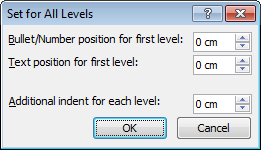 Set for All Levels
Bullet/Number position for first level: 0 cm
Text position for first level: 0 cm
Additional indent for each level: 0 cm
OK Cancel